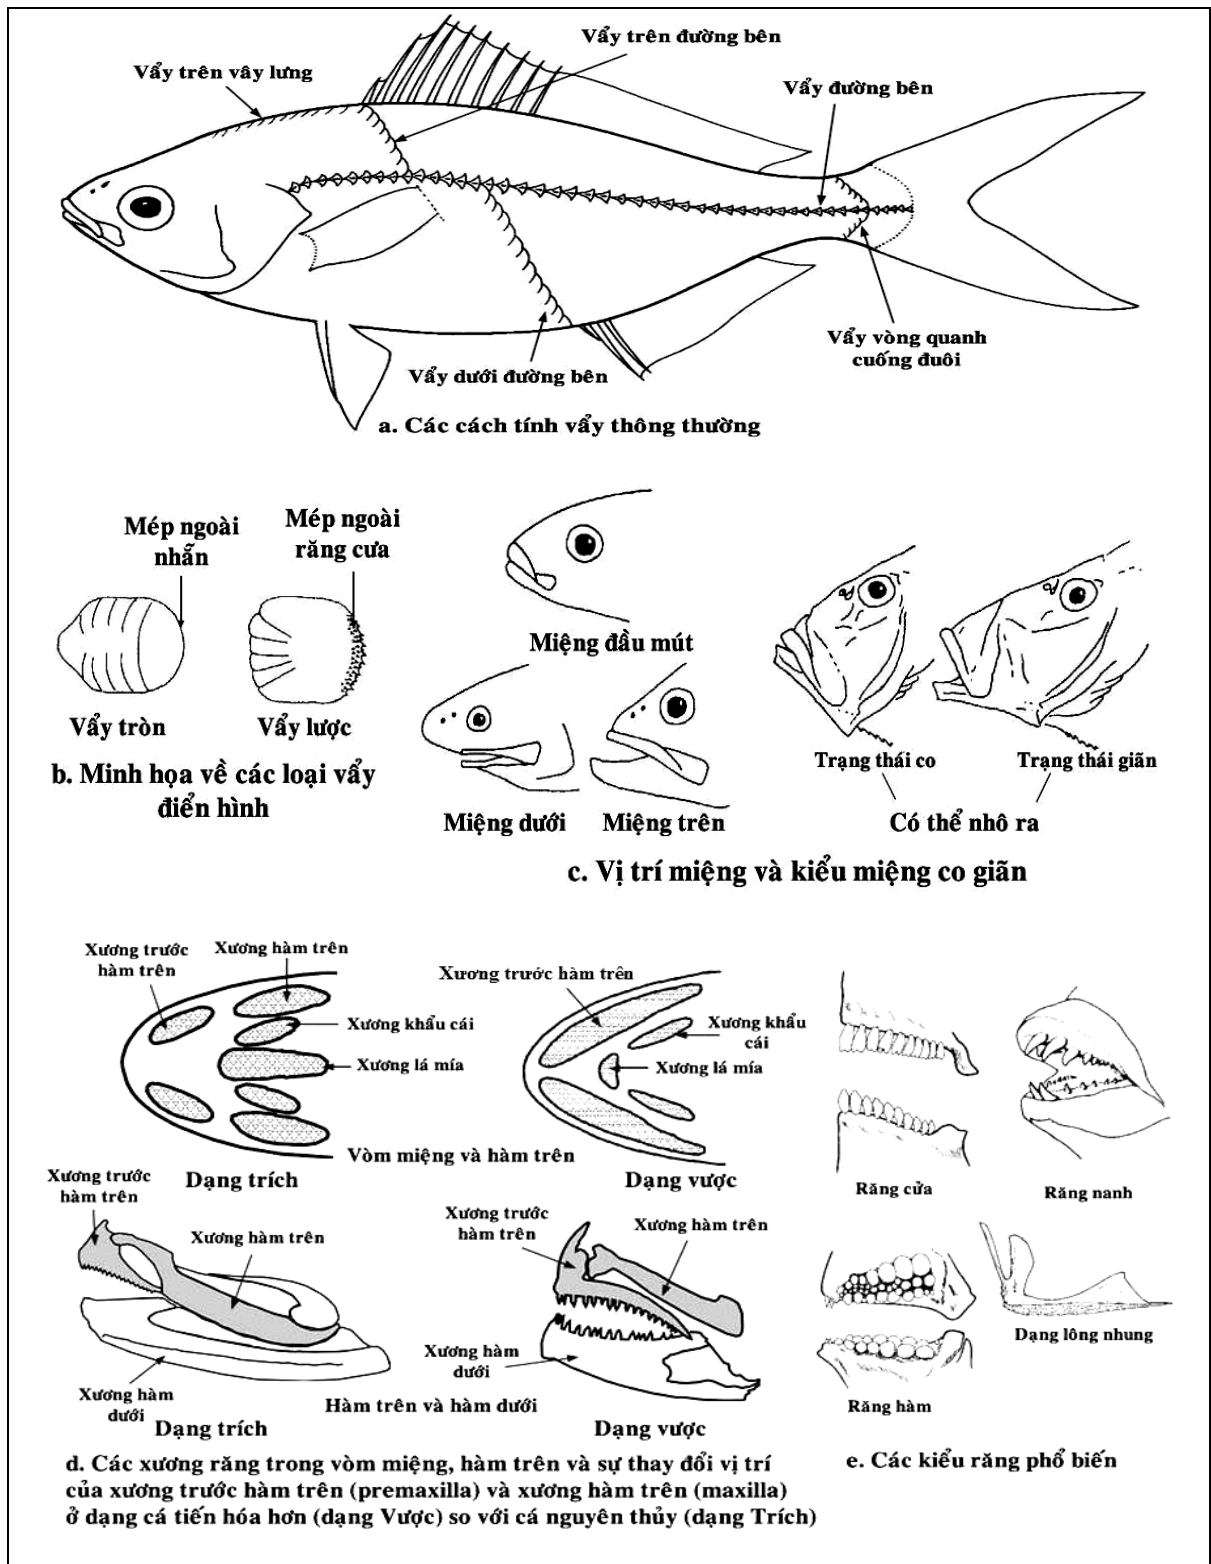 Vẩy trên đường bên
Vẩy trên vây lưng
Vẩy đường bên
Vẩy vòng quanh
cuống đuôi
Vẩy dưới đường bên
a. Các cách tính vẩy thông thường
Mép ngoài
nhẵn
Mép ngoài
răng cưa
Vẩy tròn
Vẩy lược
b. Minh họa về các loại vẩy
điển hình
Miệng đầu mút
Miệng dưới
Miệng trên
Trạng thái co
Trạng thái giãn
Có thể nhô ra
c. Vị trí miệng và kiểu miệng co giãn
Xương trước
hàm trên
Xương hàm trên
Xương khẩu cái
Xương lá mía
Dạng trích
Xương trước hàm trên
Xương khẩu
cái
Xương lá mía
Vòm miệng và hàm trên
Dạng vược
Xương trước
hàm trên
Xương hàm trên
Xương hàm
dưới
Dạng trích
Xương trước
hàm trên
Xương hàm trên
Xương hàm
dưới
Hàm trên và hàm dưới
Dạng vược
d. Các xương răng trong vòm miệng, hàm trên và sự thay đổi vị trí
của xương trước hàm trên (premaxilla) và xương hàm trên (maxilla)
ở dạng cá tiến hóa hơn (dạng Vược) so với cá nguyên thủy (dạng Trích)
Răng cửa
Răng nanh
Dạng lông nhung
Răng hàm
e. Các kiểu răng phổ biến